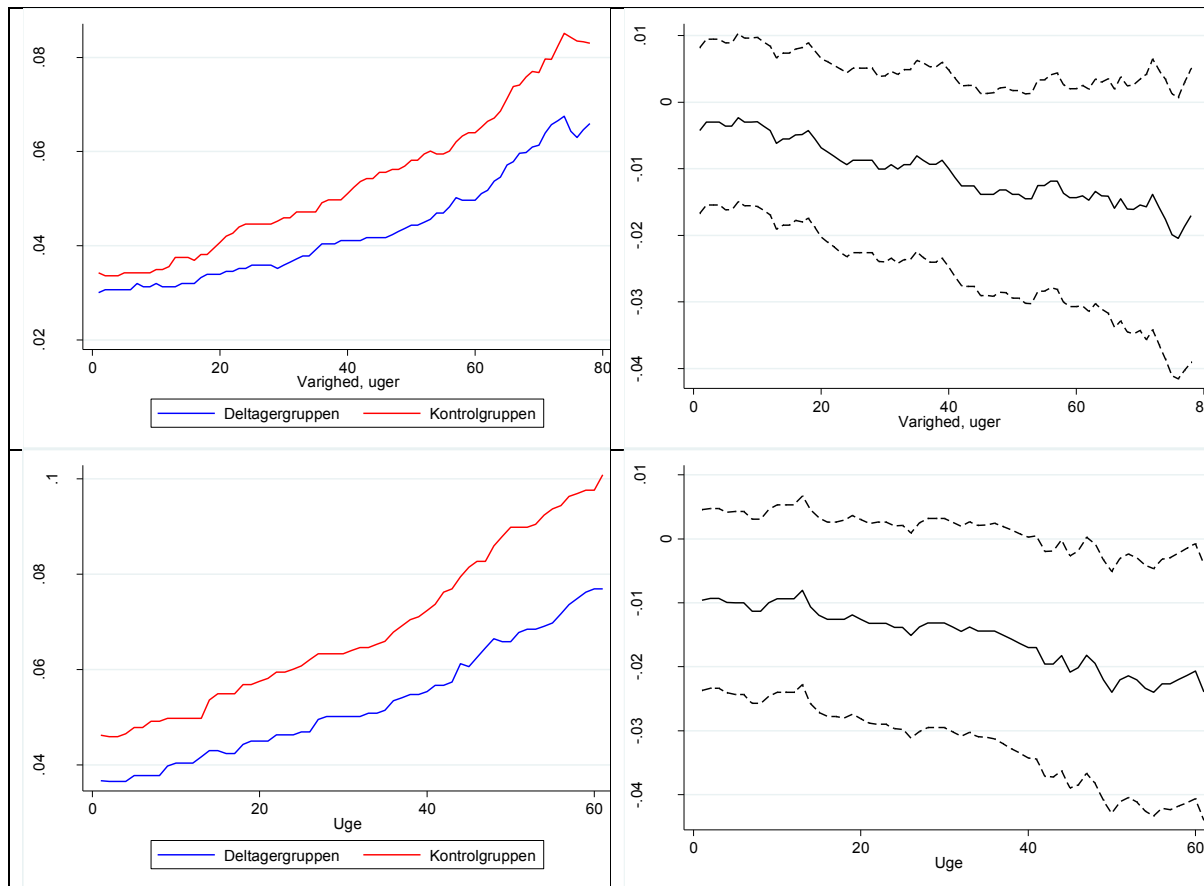 .08
.06
.04
.02
0 20 40 60 80
Varighed, uger
Deltagergruppen Kontrolgruppen
.01
0
-.01
-.02
-.03
-.04
0 20 40 60 8
Varighed, uger
.1
.08
.06
.04
0 20 40 60
Uge
Deltagergruppen Kontrolgruppen
.01
0
-.01
-.02
-.03
-.04
0 20 40 60
Uge